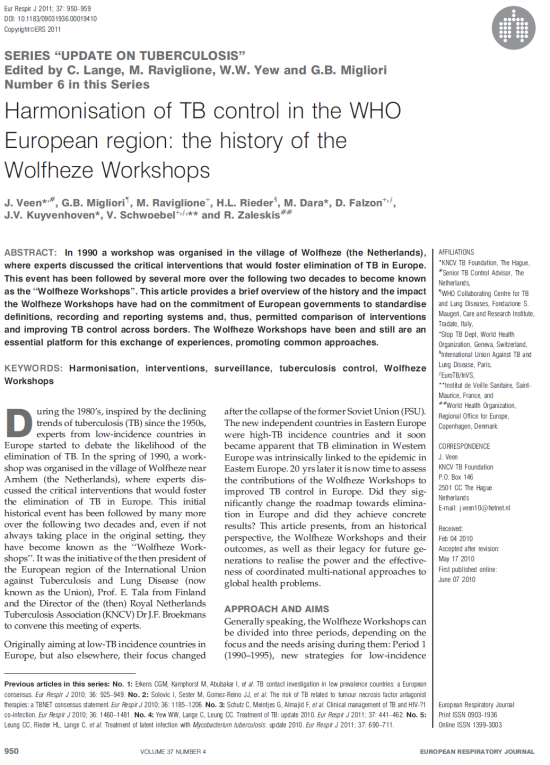 Eur Respir J 2011; 37: 950–959
DOI: 10.1183/09031936.00019410
Copyright©ERS 2011
SERIES "UPDATE ON TUBERCULOSIS"
Edited by C. Lange, M. Raviglione, W.W. Yew and G.B. Migliori
Number 6 in this Series
Harmonisation of TB control in the WHO
European region: the history of the
Wolfheze Workshops
J. Veen*,#, G.B. Migliori¶, M. Raviglione+, H.L. Rieder§, M. Dara*, D. Falzon+,ƒ,
J.V. Kuyvenhoven*, V. Schwoebel+,ƒ,** and R. Zaleskis##
ABSTRACT: In 1990 a workshop was organised in the village of Wolfheze (the Netherlands),
where experts discussed the critical interventions that would foster elimination of TB in Europe.
This event has been followed by several more over the following two decades to become known
as the ‘‘Wolfheze Workshops’’. This article provides a brief overview of the history and the impact
the Wolfheze Workshops have had on the commitment of European governments to standardise
definitions, recording and reporting systems and, thus, permitted comparison of interventions
and improving TB control across borders. The Wolfheze Workshops have been and still are an
essential platform for this exchange of experiences, promoting common approaches.
KEYWORDS: Harmonisation, interventions, surveillance, tuberculosis control, Wolfheze
Workshops
During the 1980’s, inspired by the declining
trends of tuberculosis (TB) since the 1950s,
experts from low-incidence countries in
Europe started to debate the likelihood of the
elimination of TB. In the spring of 1990, a work-
shop was organised in the village of Wolfheze near
Arnhem (the Netherlands), where experts dis-
cussed the critical interventions that would foster
the elimination of TB in Europe. This initial
historical event has been followed by many more
over the following two decades and, even if not
always taking place in the original setting, they
have become known as the ‘‘Wolfheze Work-
shops’’. It was the initiative of the then president of
the European region of the International Union
against Tuberculosis and Lung Disease (now
known as the Union), Prof. E. Tala from Finland
and the Director of the (then) Royal Netherlands
Tuberculosis Association (KNCV) Dr J.F. Broekmans
to convene this meeting of experts.
Originally aiming at low-TB incidence countries in
Europe, but also elsewhere, their focus changed
after the collapse of the former Soviet Union (FSU).
The new independent countries in Eastern Europe
were high-TB incidence countries and it soon
became apparent that TB elimination in Western
Europe was intrinsically linked to the epidemic in
Eastern Europe. 20 yrs later it is now time to assess
the contributions of the Wolfheze Workshops to
improved TB control in Europe. Did they sig-
nificantly change the roadmap towards elimina-
tion in Europe and did they achieve concrete
results? This article presents, from an historical
perspective, the Wolfheze Workshops and their
outcomes, as well as their legacy for future ge-
nerations to realise the power and the effective-
ness of coordinated multi-national approaches to
global health problems.
APPROACH AND AIMS
Generally speaking, the Wolfheze Workshops can
be divided into three periods, depending on the
focus and the needs arising during them: Period 1
(1990–1995), new strategies for low-incidence
AFFILIATIONS
*KNCV TB Foundation, The Hague,
#Senior TB Control Advisor, The
Netherlands,
¶WHO Collaborating Centre for TB
and Lung Diseases, Fondazione S.
Maugeri, Care and Research Institute,
Tradate, Italy,
+Stop TB Dept, World Health
Organization, Geneva, Switzerland,
§International Union Against TB and
Lung Disease, Paris,
ƒEuroTB/InVS,
**Institut de Veille Sanitaire, Saint-
Maurice, France, and
##World Health Organization,
Regional Office for Europe,
Copenhagen, Denmark.
CORRESPONDENCE
J. Veen
KNCV TB Foundation
P.O. Box 146
2501 CC The Hague
Netherlands
E-mail: j.veen10@hetnet.nl
Received:
Feb 04 2010
Accepted after revision:
May 17 2010
First published online:
June 07 2010
Previous articles in this series: No. 1: Erkens CGM, Kamphorst M, Abubakar I, et al. TB contact investigation in low prevalence countries: a European
consensus. Eur Respir J 2010; 36: 925–949. No. 2: Solovic I, Sester M, Gomez-Reino JJ, et al. The risk of TB related to tumour necrosis factor antagonist
therapies: a TBNET consensus statement. Eur Respir J 2010; 36: 1185–1206. No. 3: Schutz C, Meintjes G, Almajid F, et al. Clinical management of TB and HIV-?1
co-infection. Eur Respir J 2010; 36: 1460–1481. No. 4: Yew WW, Lange C, Leung CC. Treatment of TB: update 2010. Eur Respir J 2011; 37: 441–462. No. 5:
Leung CC, Rieder HL, Lange C, et al. Treatment of latent infection with Mycobacterium tuberculosis: update 2010. Eur Respir J 2011; 37: 690–711.
European Respiratory Journal
Print ISSN 0903-1936
Online ISSN 1399-3003
950
VOLUME 37 NUMBER 4
EUROPEAN RESPIRATORY JOURNAL